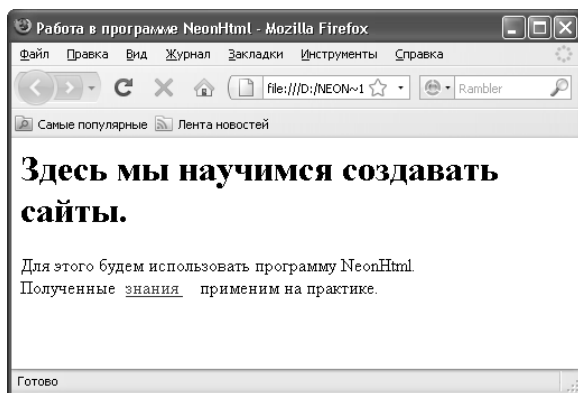 Работа в программе NeonHtml - Mozilla Firefox
Файл Правка Вид Журнал Закладки Инструменты Справка
file:///D:/NEON~1 Rambler
Самые популярные Лента новостей
Здесь мы научимся создавать
сайты.
Для этого будем использовать программу NeonHtml.
Полученные знания применим на практике.
Готово